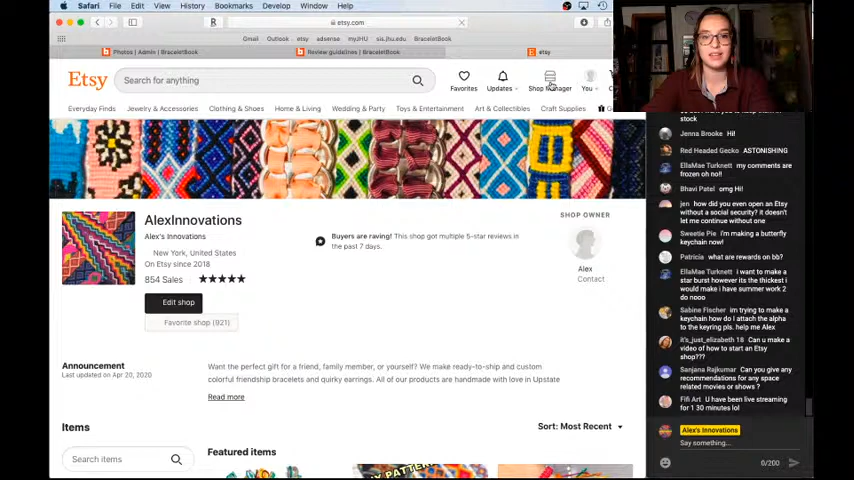 Safari File Edit View History Bookmarks Develop Window Help
etsy.com
Gmail Outlook etsy adsense myJHU sis.jhu.edu BraceletBook
Photos | Admin | BraceletBook
Review guidelines | BraceletBook
etsy
Etsy
Search for anything
Favorites Updates Shop Manager You
Everyday Finds Jewelry & Accessories Clothing & Shoes Home & Living Wedding & Party Toys & Entertainment Art & Collectibles Craft Supplies
AlexInnovations
Alex's Innovations
New York, United States
On Etsy since 2018
854 Sales
Edit shop
Favorite shop (921)
Buyers are raving! This shop got multiple 5-star reviews in
the past 7 days.
SHOP OWNER
Alex
Contact
Announcement
Last updated on Apr 20, 2020
Want the perfect gift for a friend, family member, or yourself? We make ready-to-ship and custom
colorful friendship bracelets and quirky earrings. All of our products are handmade with love in Upstate
Read more
Items
Sort: Most Recent
Search items
Featured items
stock
Jenna Brooke Hi!
Red Headed Gecko ASTONISHING
EllaMae Turknett my comments are
frozen oh no!!
Bhavi Patel omg Hi!
jen how did you even open an Etsy
without a social security? it doesn't
let me continue without one
Sweetie Pie i'm making a butterfly
keychain now!
Patricia what are rewards on bb?
EllaMae Turknett i want to make a
star burst however its the thickest i
would make i have summer work 2
do nooo
Sabine Fischer im trying to make a
keychain how do I attach the alpha
to the keyring pls. help me Alex
it's_just_elizabeth 18 Can u make a
video of how to start an Etsy
shop???
Sanjana Rajkumar Can you give any
recommendations for any space
related movies or shows ?
Fifi Art U have been live streaming
for 1 30 minutes lol
Alex's Innovations
Say something...
0/200